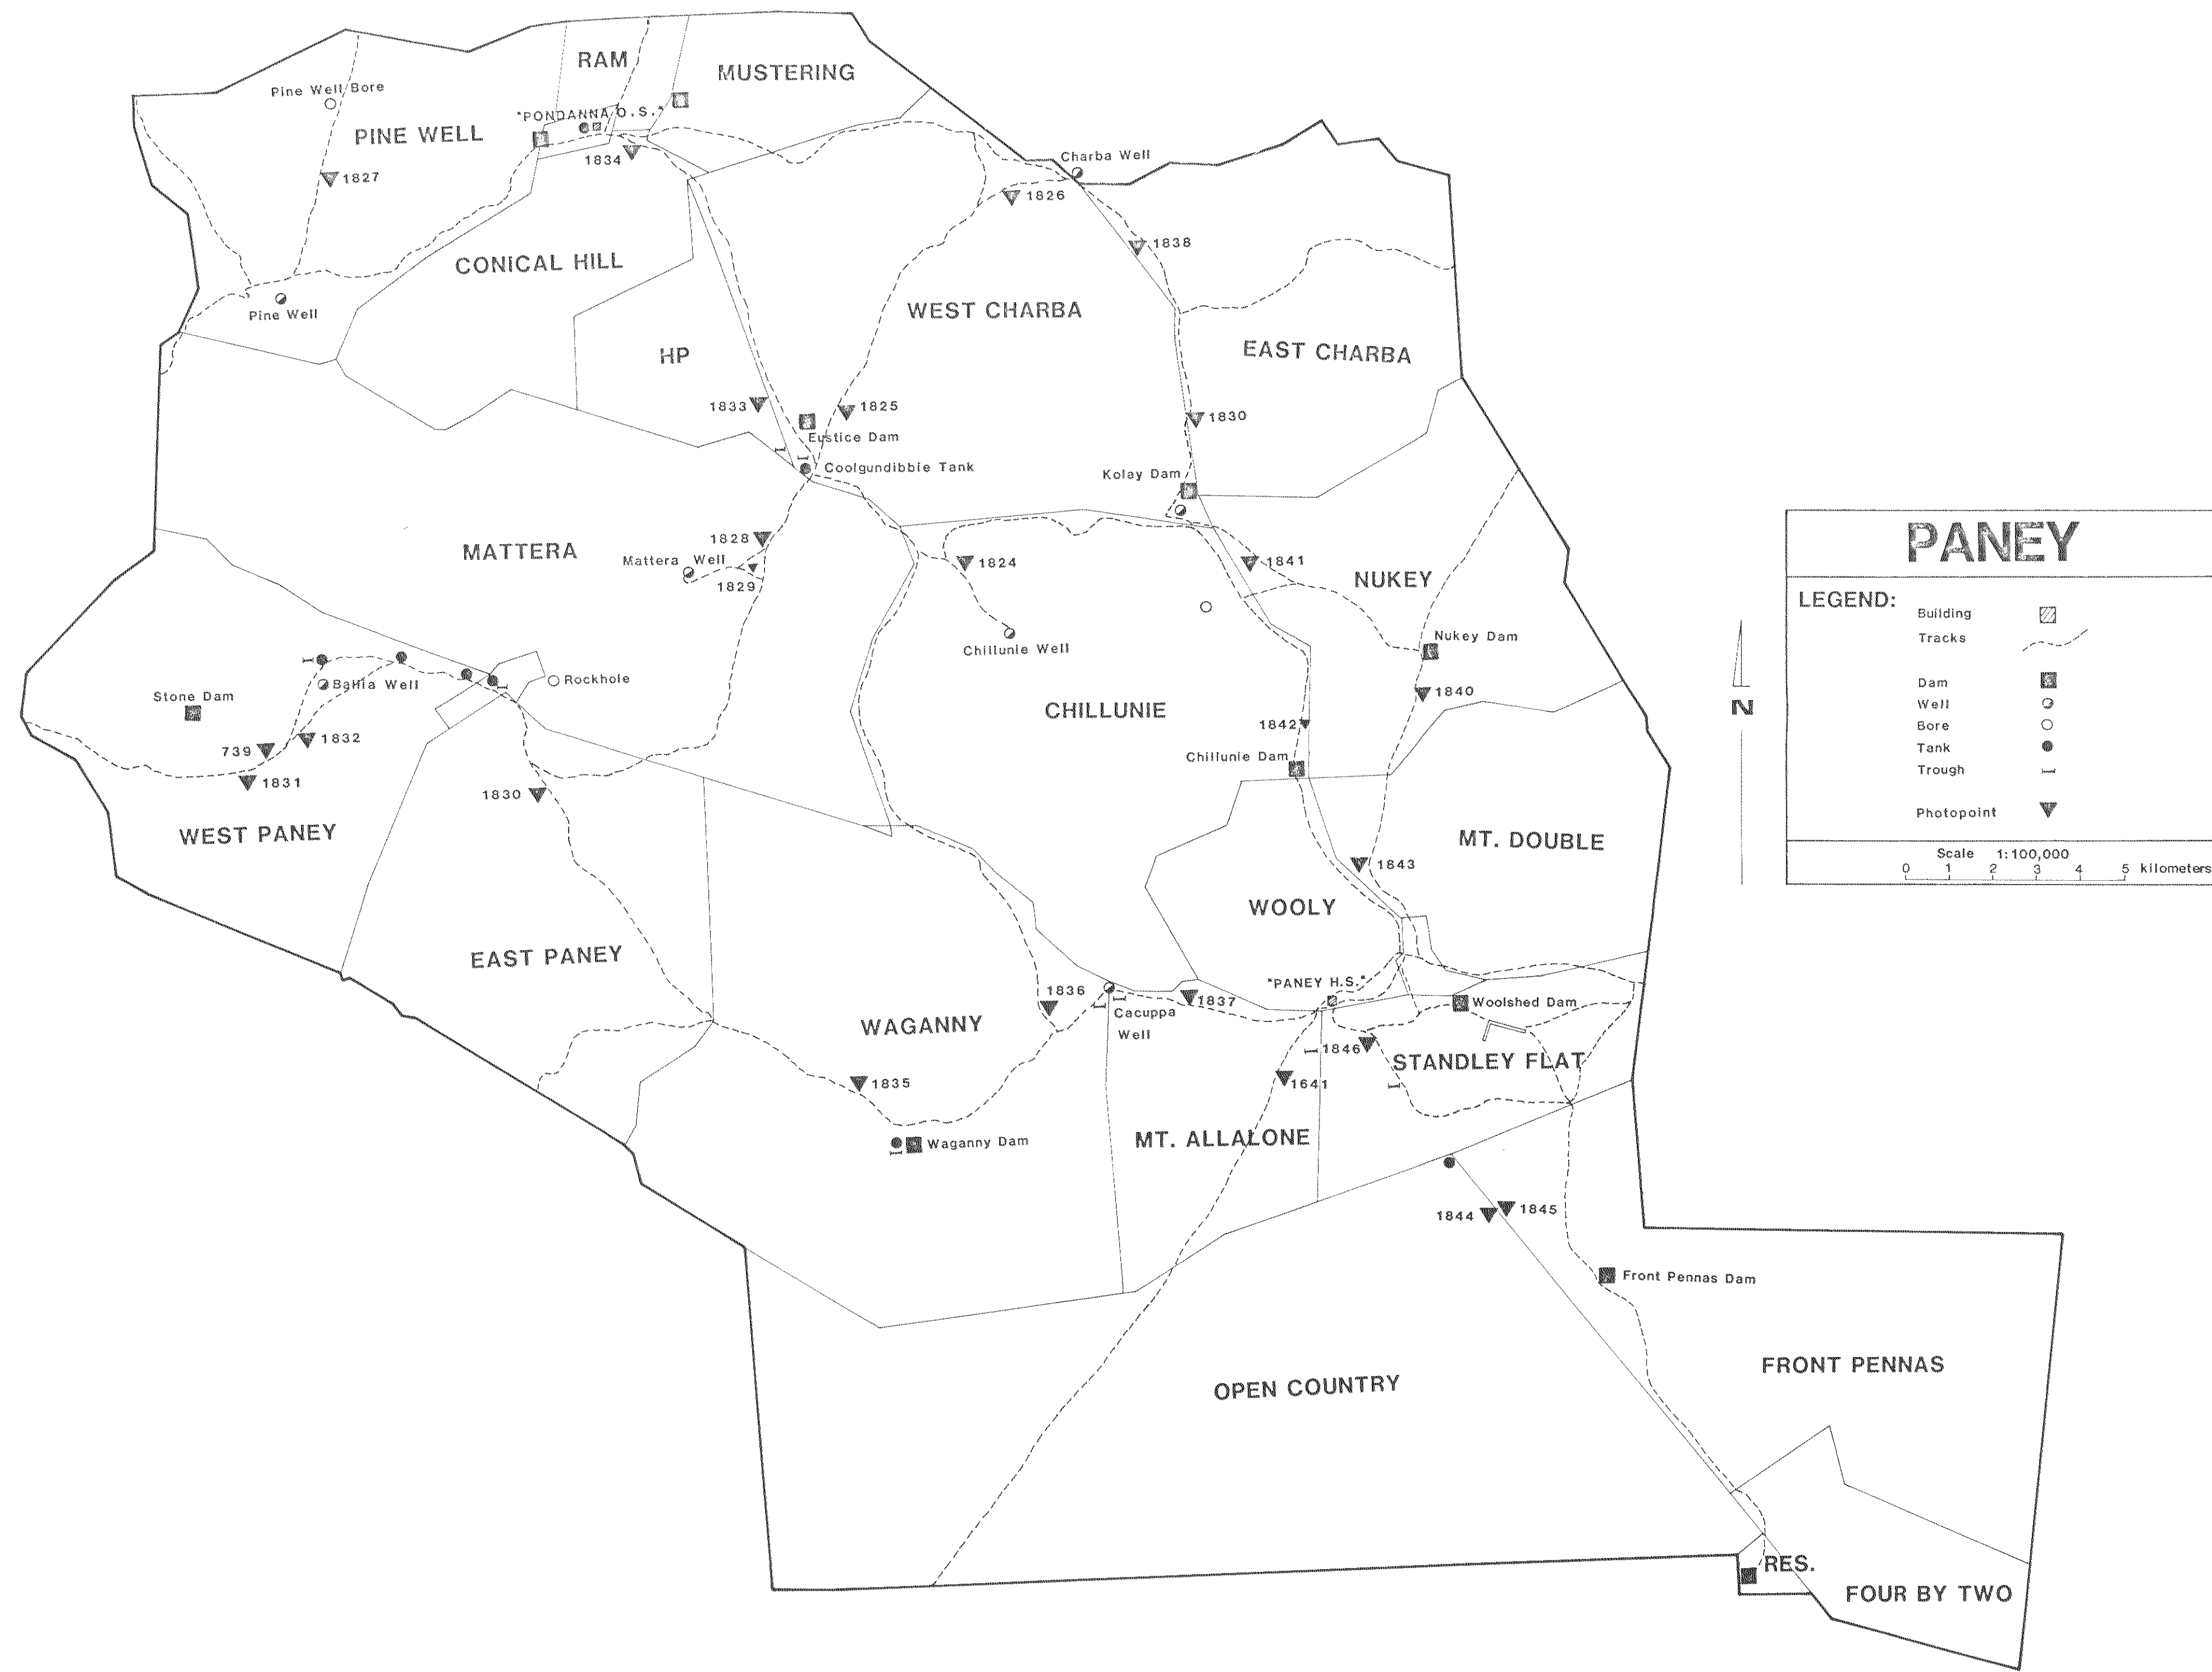 RAM
MUSTERING
Pine Well Bore
"PONDANNA O.S."
PINE WELL
1834
Charba Well
1827
1826
1838
CONICAL HILL
WEST CHARBA
Pine Well
EAST CHARBA
HP
1833
1825
1830
Eustice Dam
Coolgundibbie Tank
Kolay Dam
PANEY
LEGEND:
Building
Tracks
Dam
Well
Bore
Tank
Trough
Photopoint
Scale 1:100,000
0 1 2 3 4 5 kilometers
N
1828
MATTERA
Mattera Well
1829
1824
1841
NUKEY
Nukey Dam
Chillunie Well
Rockhole
Ballia Well
Stone Dam
1840
CHILLUNIE
1842
739
1832
1831
Chillunie Dam
1830
WEST PANEY
MT. DOUBLE
1843
WOOLY
EAST PANEY
"PANEY H.S."
1836
1837
Woolshed Dam
Cacuppa
Well
WAGANNY
1846
STANDLEY FLAT
1835
1641
Waganny Dam
MT. ALLALONE
1844
1845
Front Pennas Dam
FRONT PENNAS
OPEN COUNTRY
RES.
FOUR BY TWO